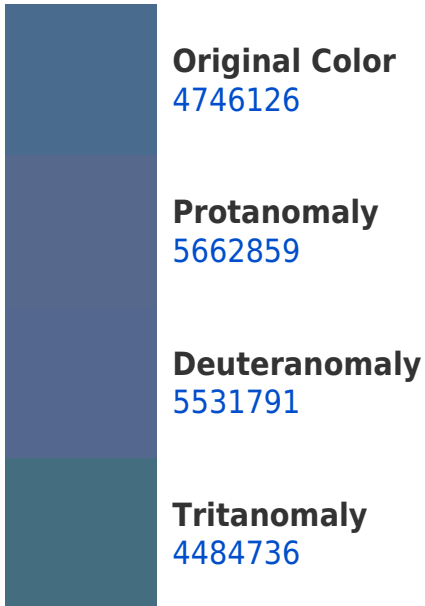 Original Color
4746126
Protanomaly
5662859
Deuteranomaly
5531791
Tritanomaly
4484736